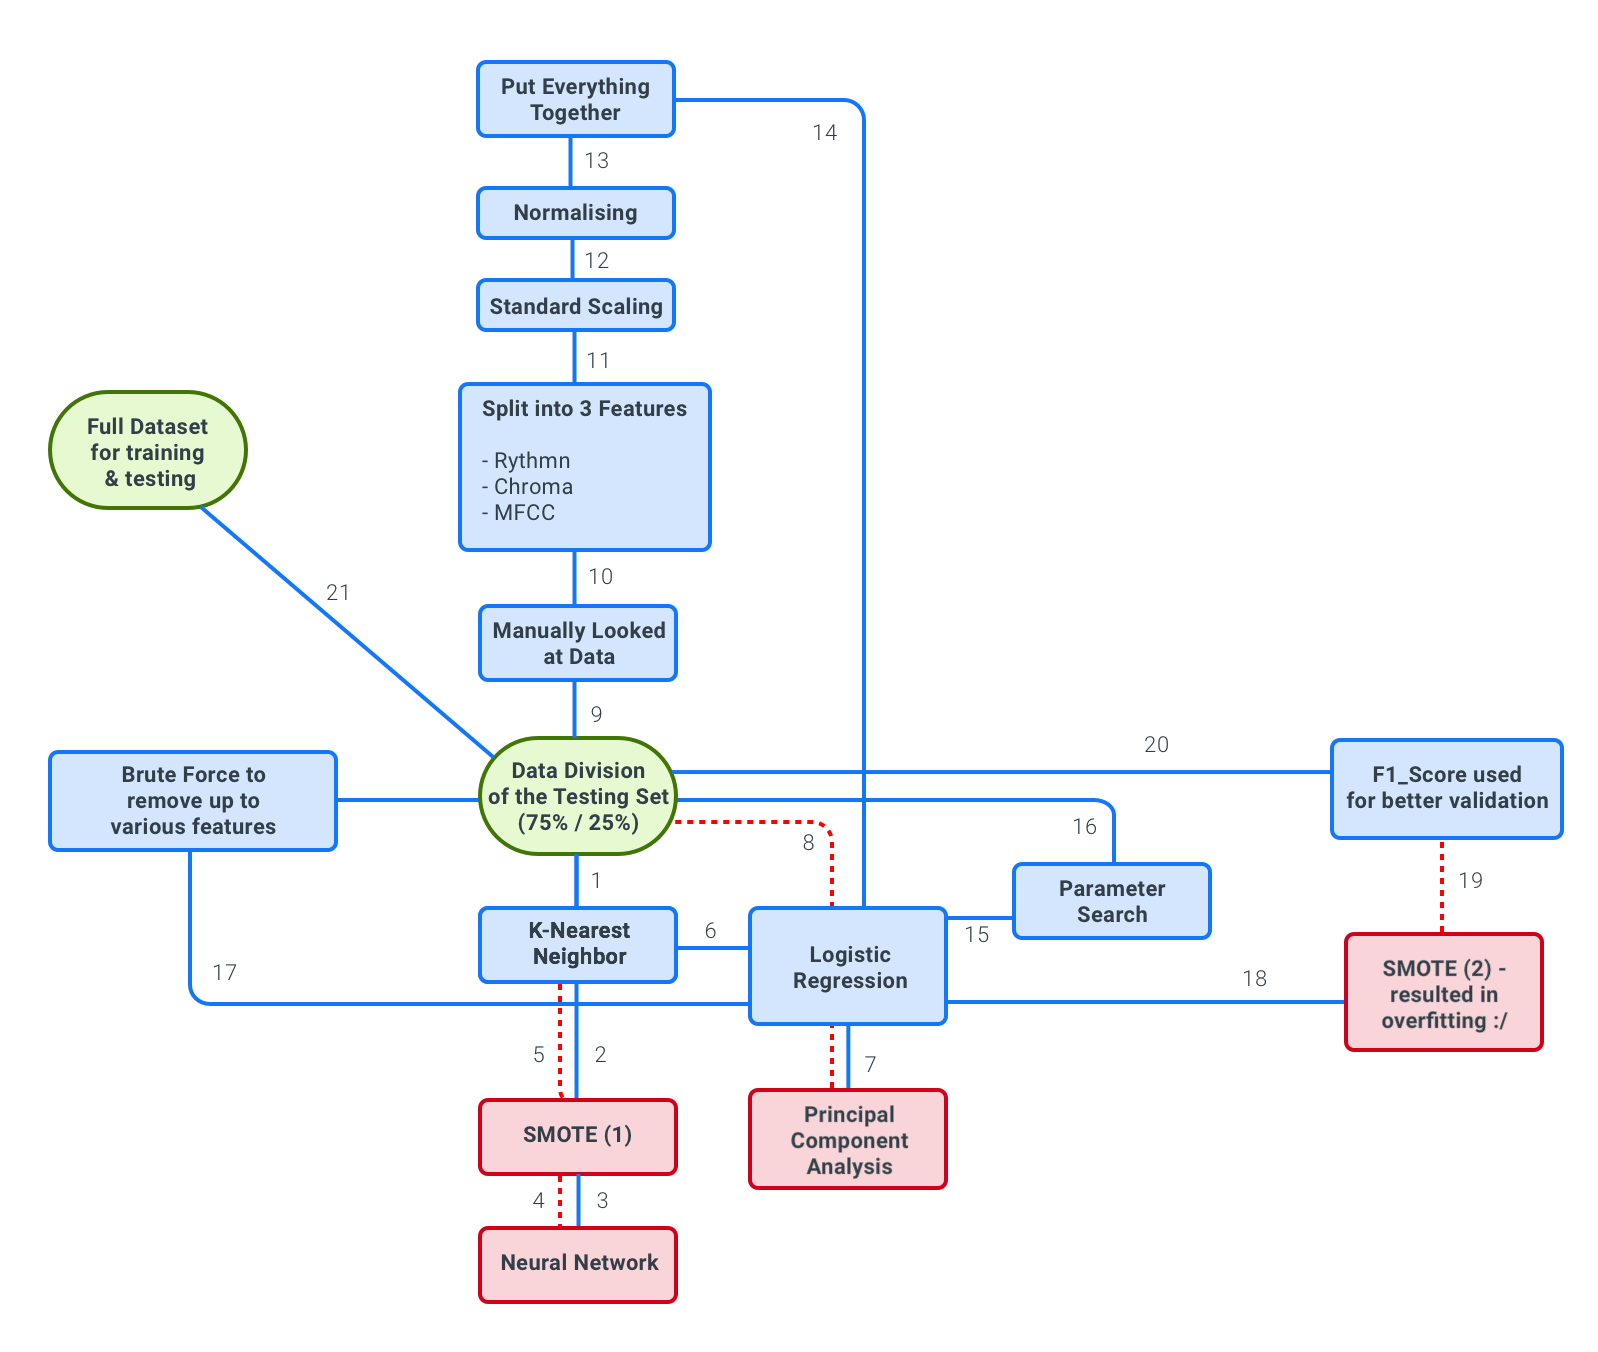 Put Everything
Together
14
13
Normalising
12
Standard Scaling
11
Split into 3 Features
- Rythmn
- Chroma
- MFCC
Full Dataset
for training
& testing
10
21
Manually Looked
at Data
9
20
Brute Force to
remove up to
various features
Data Division
of the Testing Set
(75% / 25%)
F1_Score used
for better validation
16
8
1
19
Parameter
Search
K-Nearest
Neighbor
6
15
Logistic
Regression
17
18
SMOTE (2) -
resulted in
overfitting :/
5
2
7
SMOTE (1)
Principal
Component
Analysis
4
3
Neural Network